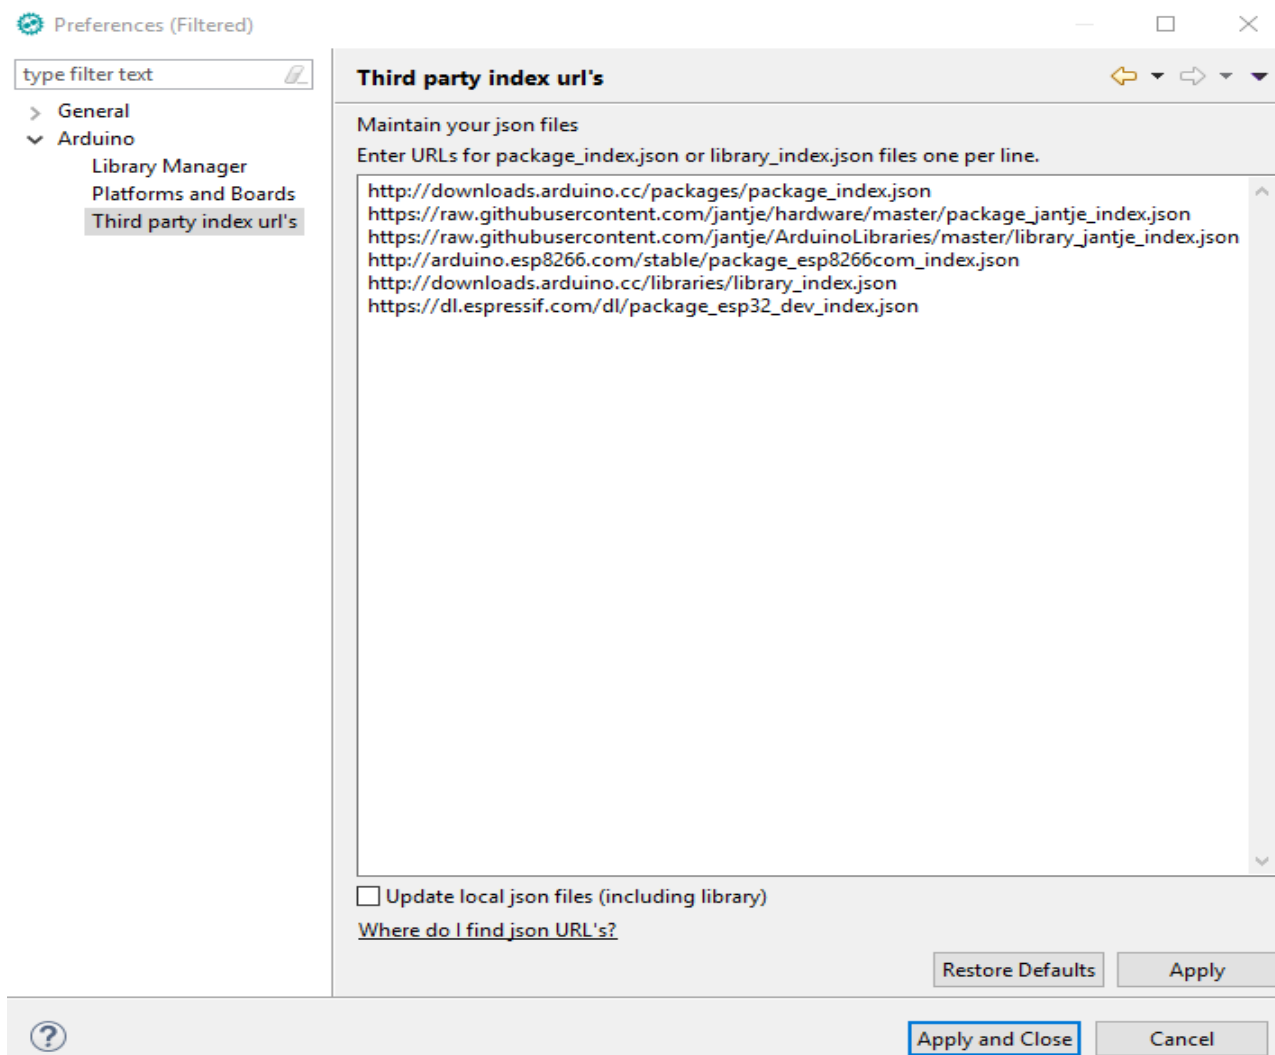 Preferences (Filtered)
type filter text
General
Arduino
Library Manager
Platforms and Boards
Third party index url's
Third party index url's
Maintain your json files
Enter URLs for package_index.json or library_index.json files one per line.
http://downloads.arduino.cc/packages/package_index.json
https://raw.githubusercontent.com/jantje/hardware/master/package_jantje_index.json
https://raw.githubusercontent.com/jantje/ArduinoLibraries/master/library_jantje_index.json
http://arduino.esp8266.com/stable/package_esp8266com_index.json
http://downloads.arduino.cc/libraries/library_index.json
https://dl.espressif.com/dl/package_esp32_dev_index.json
Update local json files (including library)
Where do I find json URL's?
Restore Defaults
Apply
?
Apply and Close
Cancel